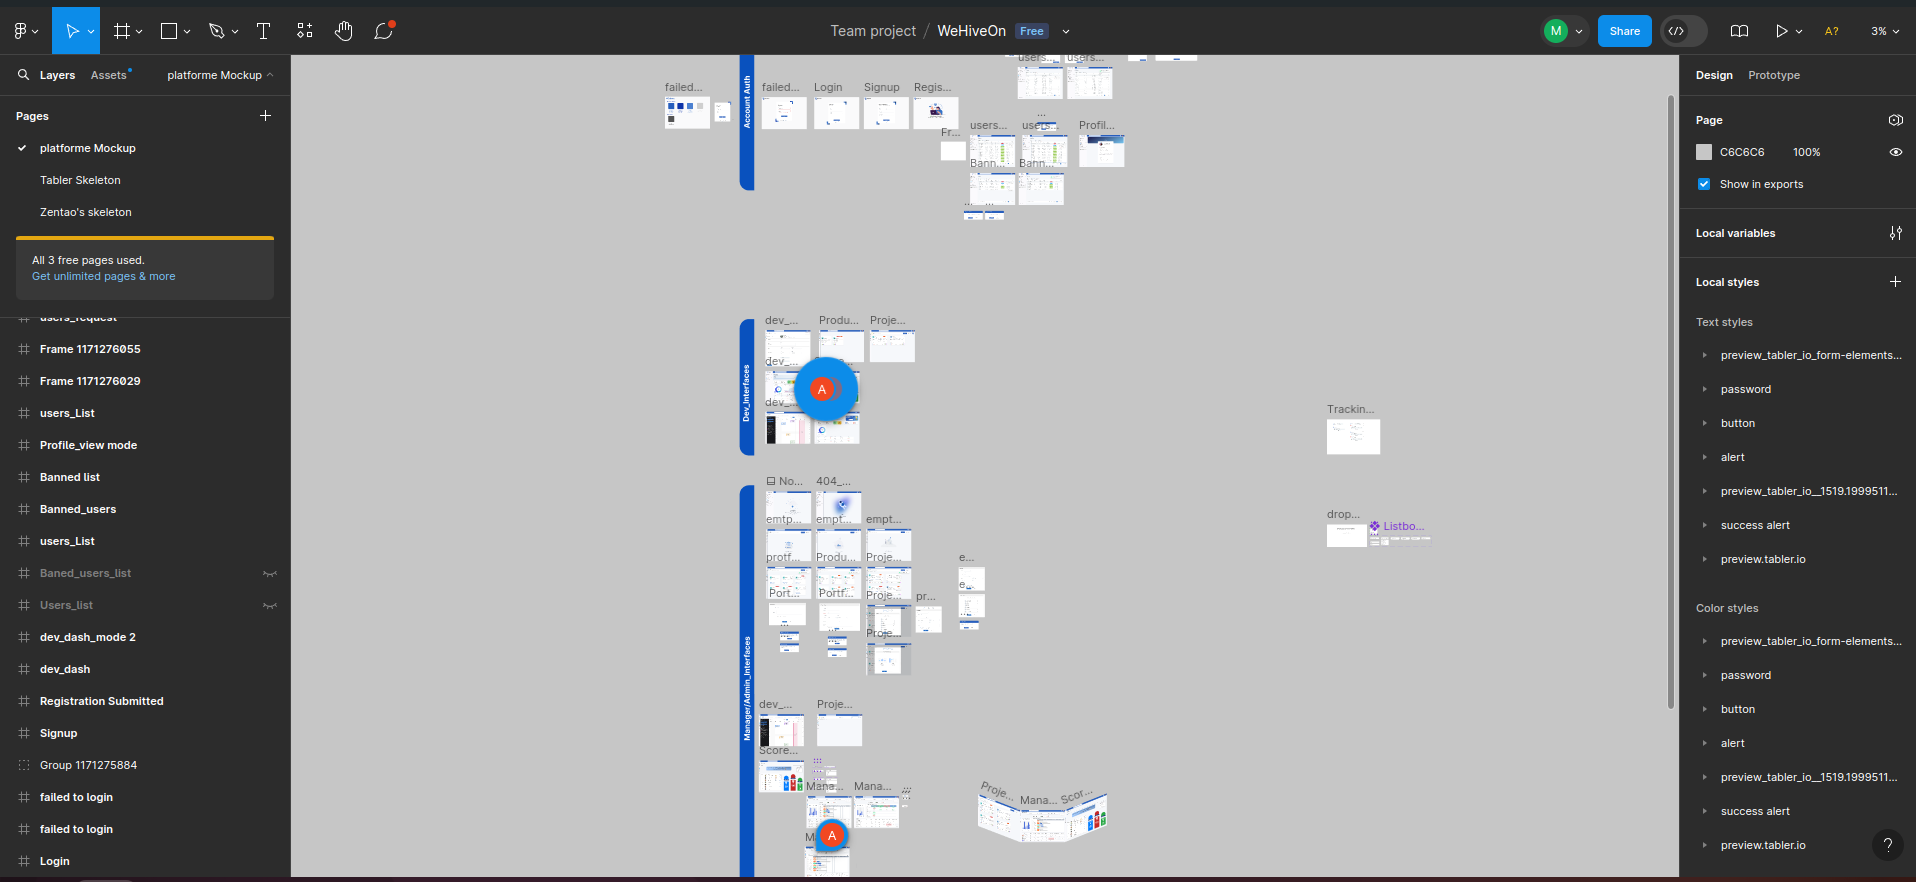 Team project / WeHiveOn Free
M
Share
A?
3%
Layers
Assets
platforme Mockup
Pages
platforme Mockup
Tabler Skeleton
Zentao's skeleton
All 3 free pages used.
Get unlimited pages & more
users_request
Frame 1171276055
Frame 1171276029
users_List
Profile_view mode
Banned list
Banned_users
users_List
Baned_users_list
Users_list
dev_dash_mode 2
dev_dash
Registration Submitted
Signup
Group 1171275884
failed to login
failed to login
Login
users... users...
failed... failed... Login Signup Regis...
Account Auth
...
Fr... users... users... Profil...
Bann... Bann...
dev_... Produ... Proje...
dev_...
A
dev_...
Dev_Interfaces
Trackin...
No... 404_...
emtp... empt... empt...
drop... Listbo...
protf... Produ... Proje... e...
Port... Portf... Proje... pr... e...
Proje...
Manager/Admin_Interfaces
dev_... Proje...
Score...
Mana... Mana...
Proje... Mana... Scor...
M
A
Design
Prototype
Page
C6C6C6 100%
Show in exports
Local variables
Local styles
Text styles
preview_tabler_io_form-elements...
password
button
alert
preview_tabler_io__1519.1999511...
success alert
preview.tabler.io
Color styles
preview_tabler_io_form-elements...
password
button
alert
preview_tabler_io__1519.1999511...
success alert
preview.tabler.io
?